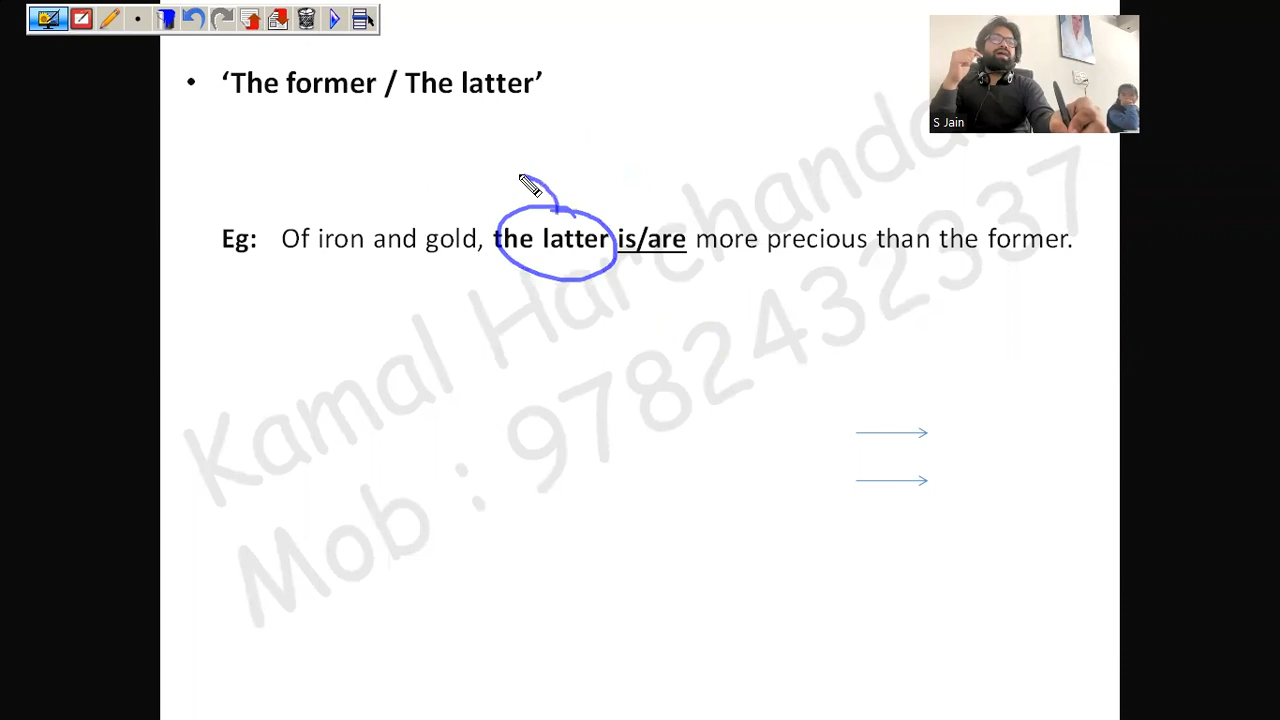 • ‘The former / The latter’
S Jain
Eg: Of iron and gold, the latter is/are more precious than the former.
Kamal Harchandani
Mob : 9782432337